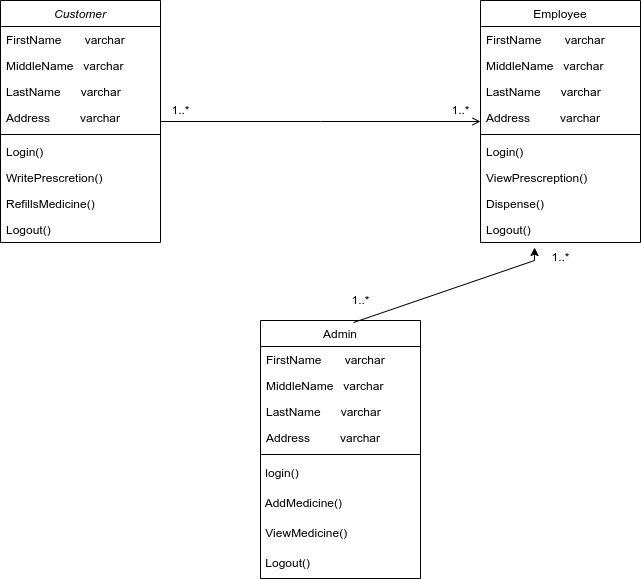 Customer
FirstName varchar
MiddleName varchar
LastName varchar
Address varchar
Login()
WritePrescretion()
RefillsMedicine()
Logout()
1..*
1..*
Employee
FirstName varchar
MiddleName varchar
LastName varchar
Address varchar
Login()
ViewPrescreption()
Dispense()
Logout()
1..*
1..*
Admin
FirstName varchar
MiddleName varchar
LastName varchar
Address varchar
login()
AddMedicine()
ViewMedicine()
Logout()